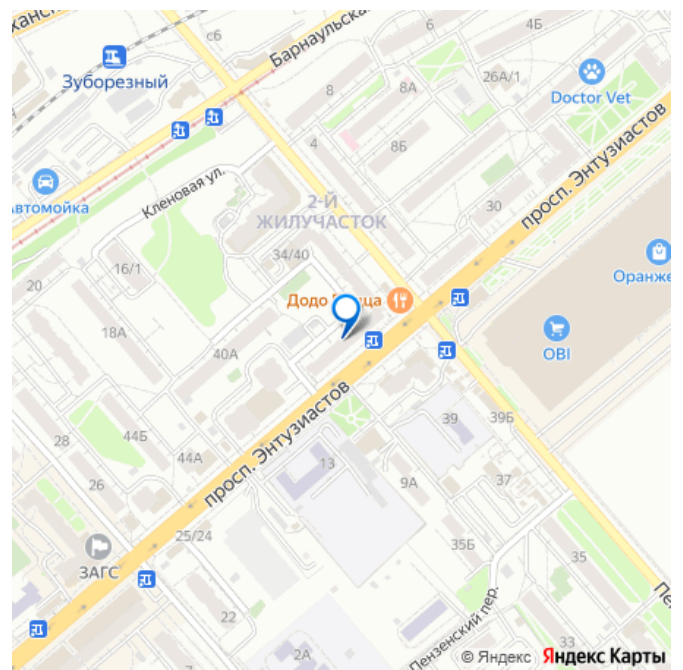 с6
6
4Б
Зуборезный
Барнаульская
8
8А
26А/1
Doctor Vet
4
8Б
просп. Энтузиастов
Автомойка
Кленовая ул.
2-Й
ЖИЛУЧАСТОК
30
34/40
16/1
20
Додо
OBI
18А
40А
просп. Энтузиастов
39
39Б
28
44Б
44А
26
13
9А
37
25/24
ЗАГС
35Б
35
22
2А
Пензенский пер.
33
© Яндекс Яндекс Карты